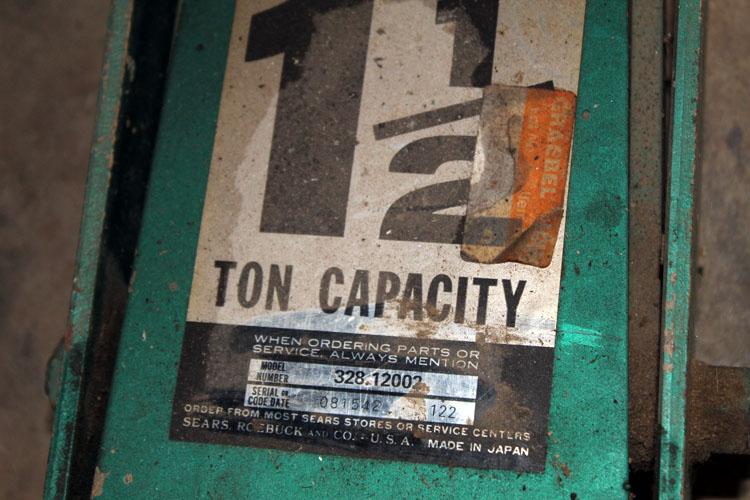 1 1/2
TON CAPACITY
WHEN ORDERING PARTS OR
SERVICE, ALWAYS MENTION
MODEL
NUMBER 328.12002
SERIAL OR
CODE DATE 081542 122
ORDER FROM MOST SEARS STORES OR SERVICE CENTERS
SEARS, ROEBUCK AND CO. - U.S.A. MADE IN JAPAN